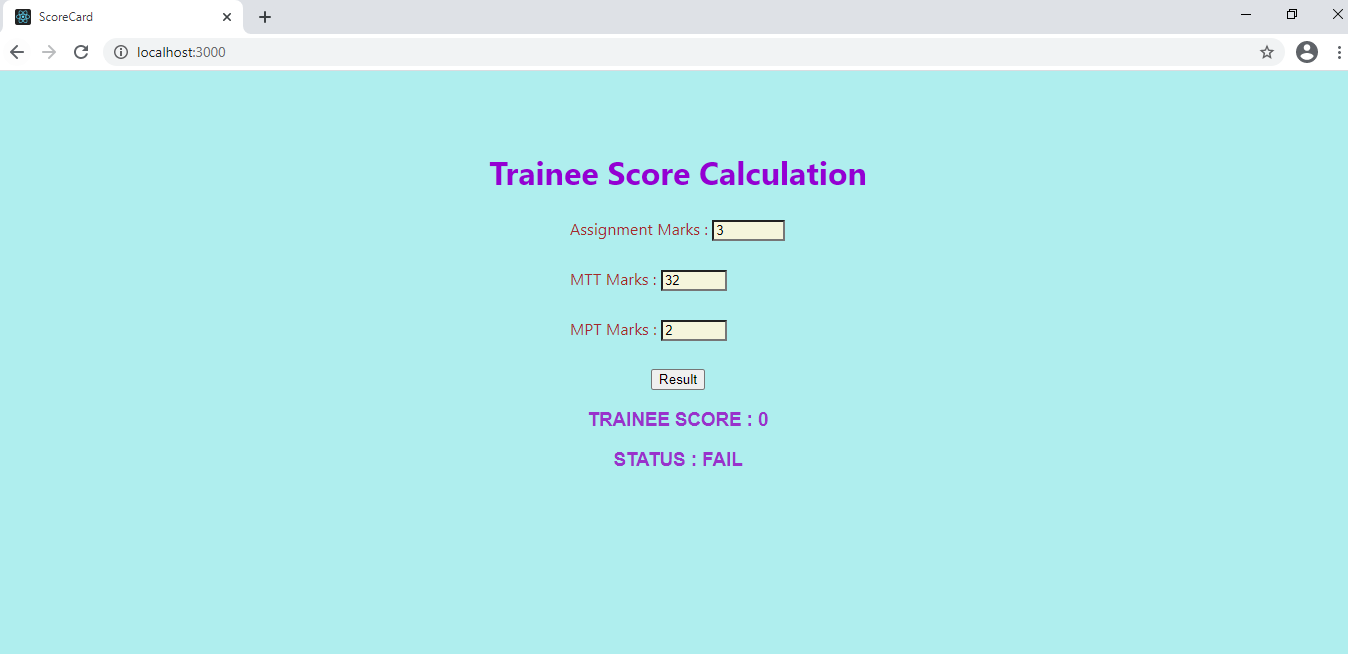 ScoreCard
localhost:3000
Trainee Score Calculation
Assignment Marks : 3
MTT Marks : 32
MPT Marks : 2
Result
TRAINEE SCORE : 0
STATUS : FAIL